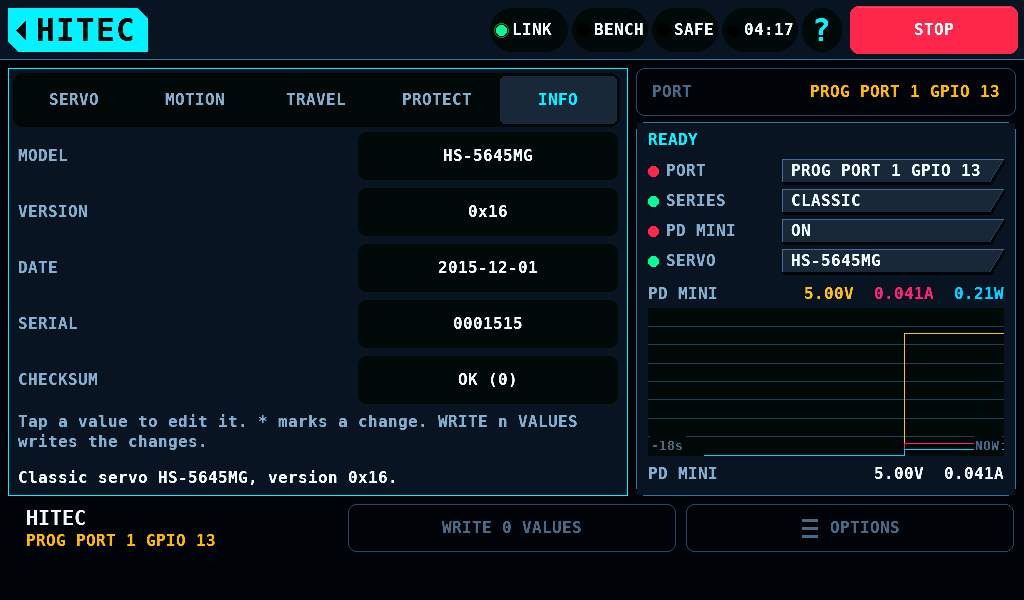 HITEC
LINK
BENCH
SAFE
04:17
?
STOP
SERVO
MOTION
TRAVEL
PROTECT
INFO
MODEL
HS-5645MG
VERSION
0x16
DATE
2015-12-01
SERIAL
0001515
CHECKSUM
OK (0)
Tap a value to edit it. * marks a change. WRITE n VALUES
writes the changes.
Classic servo HS-5645MG, version 0x16.
PORT
PROG PORT 1 GPIO 13
READY
PORT
PROG PORT 1 GPIO 13
SERIES
CLASSIC
PD MINI
ON
SERVO
HS-5645MG
PD MINI
5.00V
0.041A
0.21W
-18s
NOW
PD MINI
5.00V
0.041A
HITEC
PROG PORT 1 GPIO 13
WRITE 0 VALUES
OPTIONS